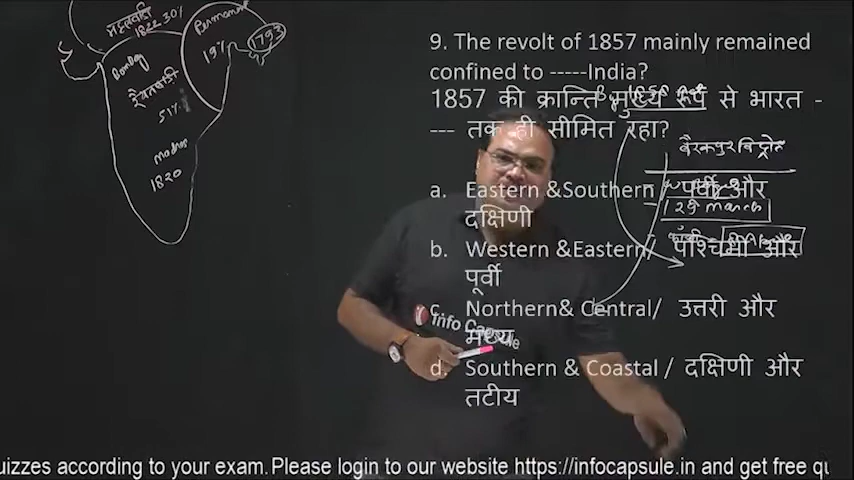 महलवाड़ी
1822 30%
Permanent
1793
19%
Bombay
रैयतवाड़ी
51%
madras
1820
9. The revolt of 1857 mainly remained
confined to -----India?
1857 की क्रान्ति मुख्य रूप से भारत -
---- तक ही सीमित रहा?
बैरकपुर विद्रोह
a. Eastern &Southern पूर्वी और
दक्षिणी
29 march
b. Western &Eastern/ पश्चिमी और
पूर्वी
c. Northern& Central/ उत्तरी और
मध्य
Info Capsule
d. Southern & Coastal / दक्षिणी और
तटीय
uizzes according to your exam. Please login to our website https://infocapsule.in and get free qu